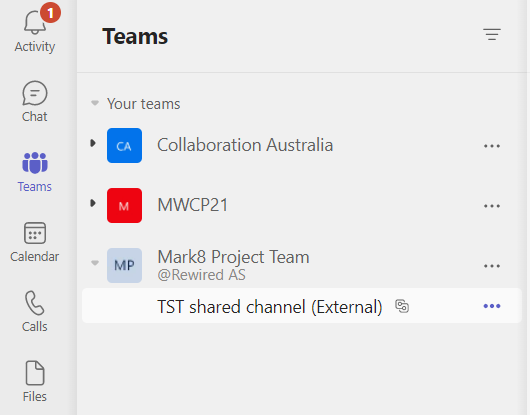 1
Activity
Chat
Teams
Calendar
Calls
Files
Teams
Your teams
CA Collaboration Australia
M MWCP21
MP Mark8 Project Team
@Rewired AS
TST shared channel (External)